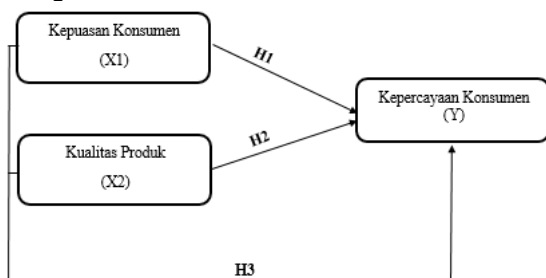 Kepuasan Konsumen
(X1)
H1
Kepercayaan Konsumen
(Y)
Kualitas Produk
(X2)
H2
H3